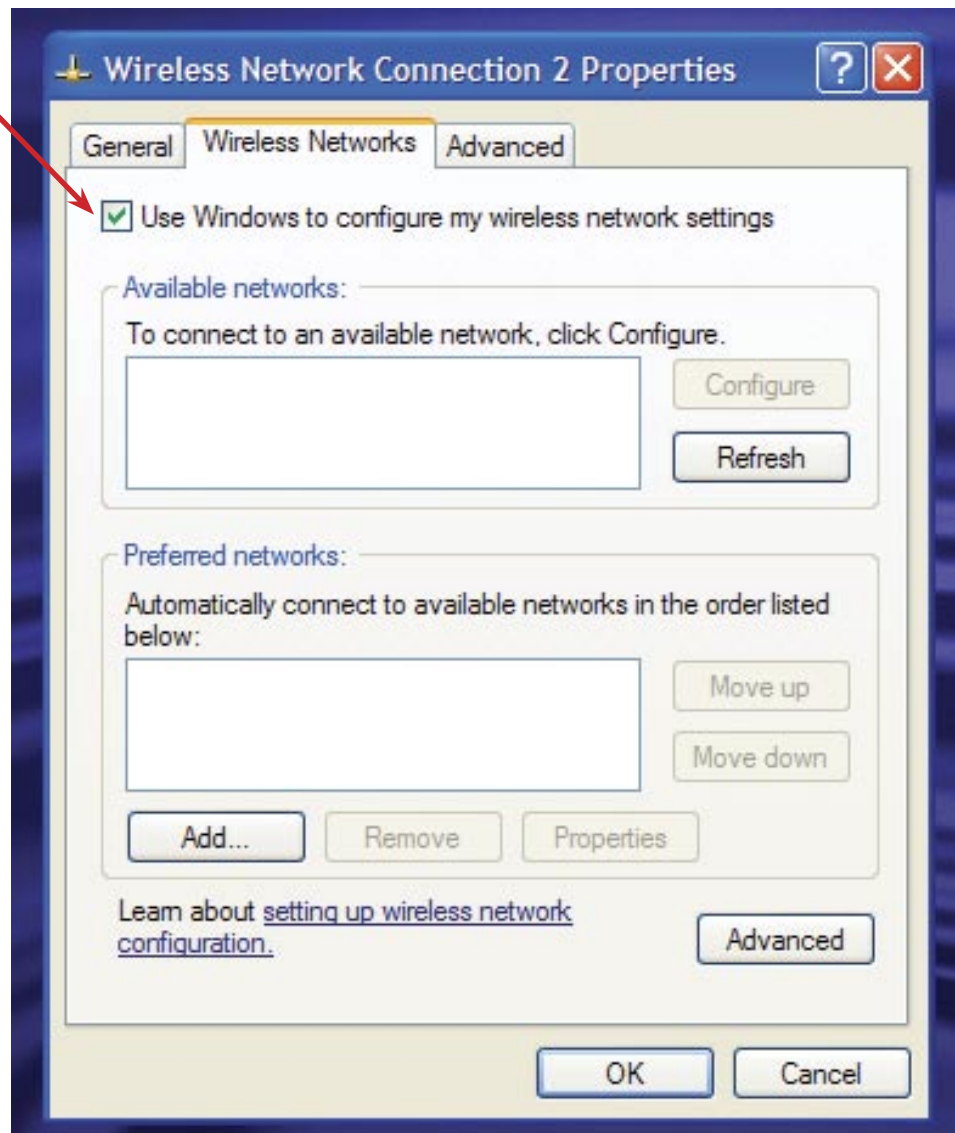 Wireless Network Connection 2 Properties
?
General
Wireless Networks
Advanced
Use Windows to configure my wireless network settings
Available networks:
To connect to an available network, click Configure.
Configure
Refresh
Preferred networks:
Automatically connect to available networks in the order listed
below:
Move up
Move down
Add...
Remove
Properties
Learn about setting up wireless network
configuration.
Advanced
OK
Cancel